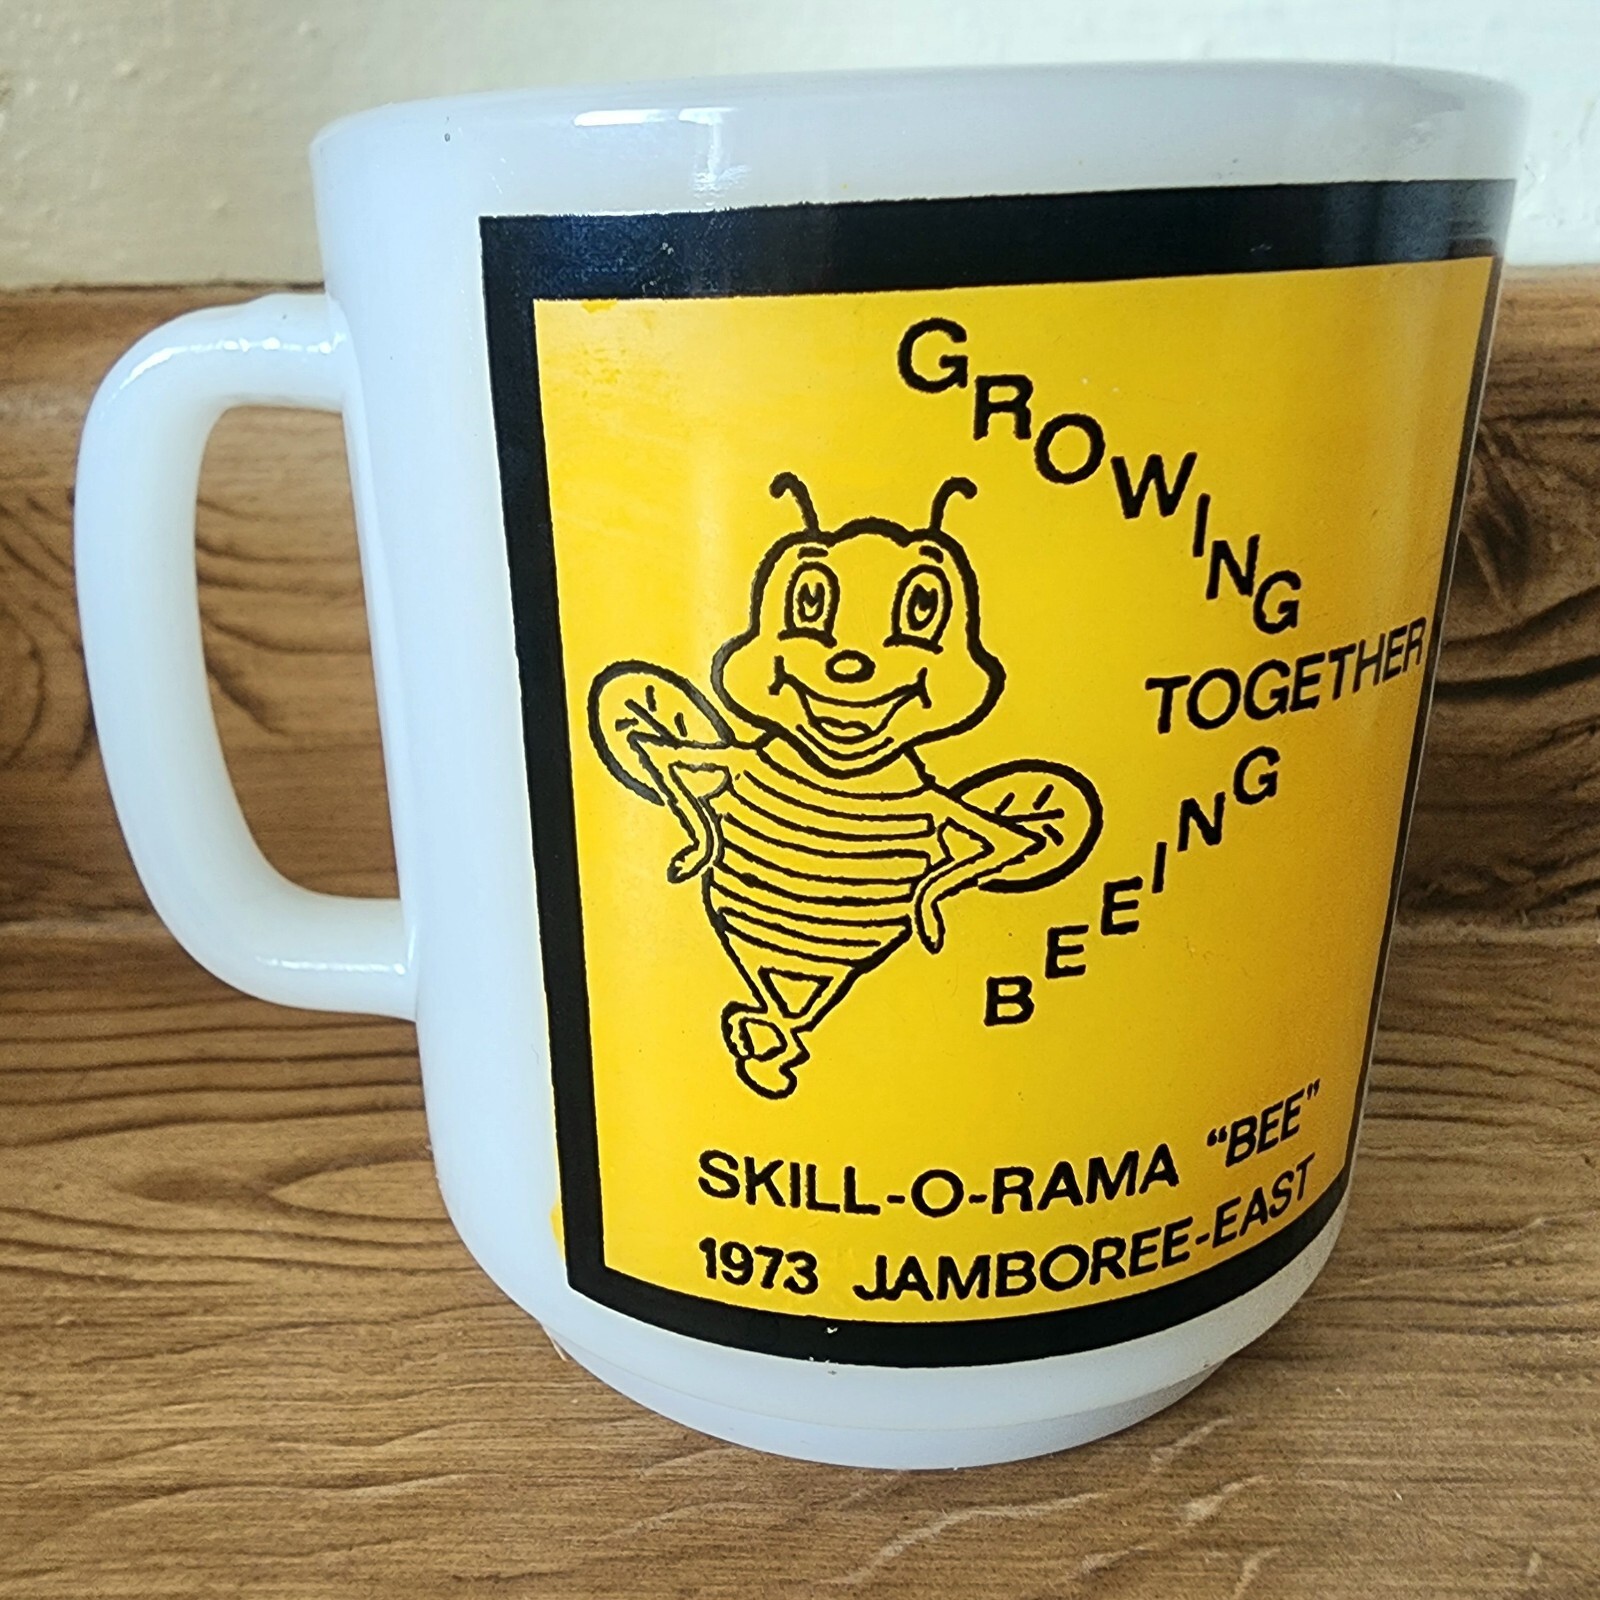 GROWING
TOGETHER
BEEING
SKILL-O-RAMA “BEE”
1973 JAMBOREE-EAST